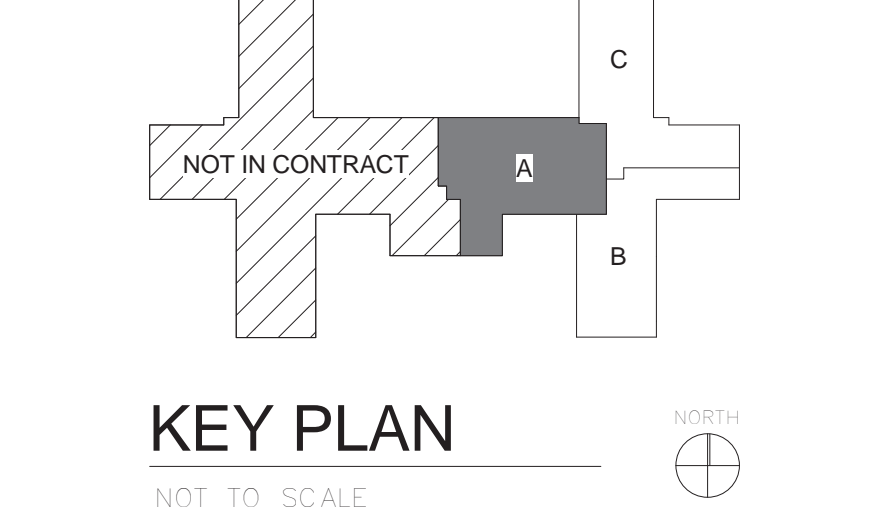 C
NOT IN CONTRACT
A
B
KEY PLAN
NORTH
NOT TO SCALE